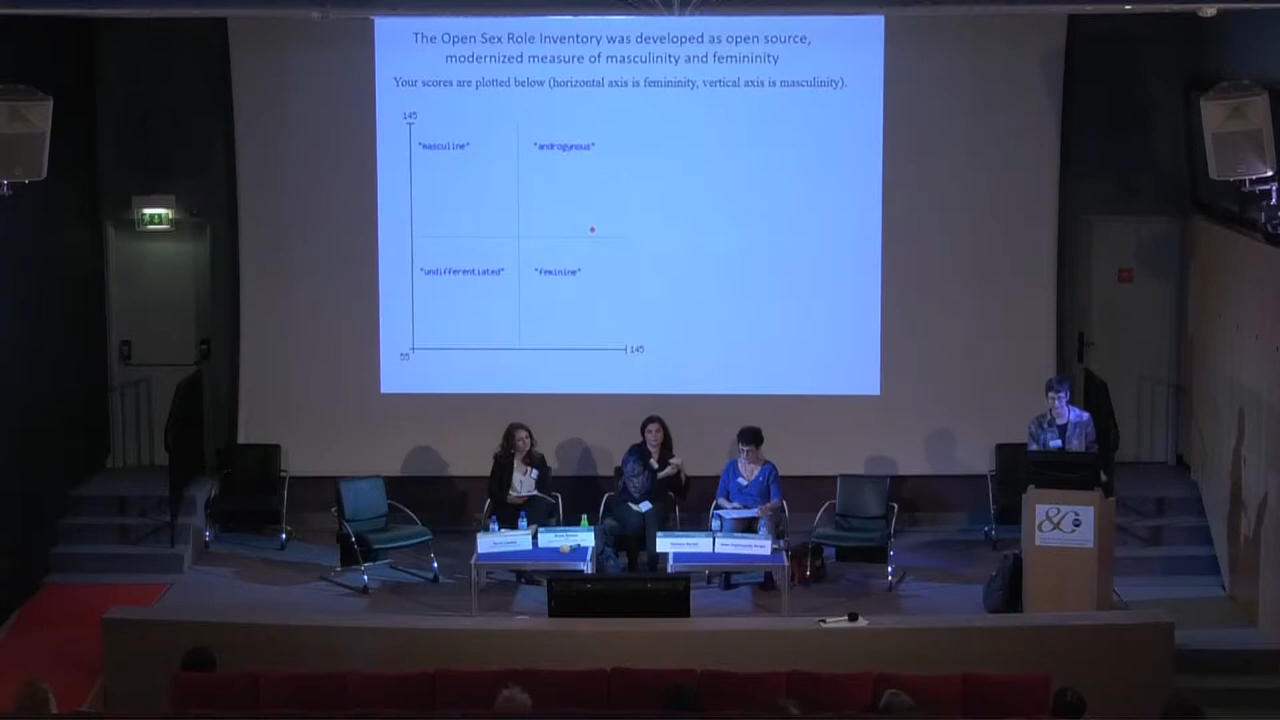 The Open Sex Role Inventory was developed as open source,
modernized measure of masculinity and femininity
Your scores are plotted below (horizontal axis is femininity, vertical axis is masculinity).
145
"masculine" "androgynous"
"undifferentiated" "feminine"
55
145
&